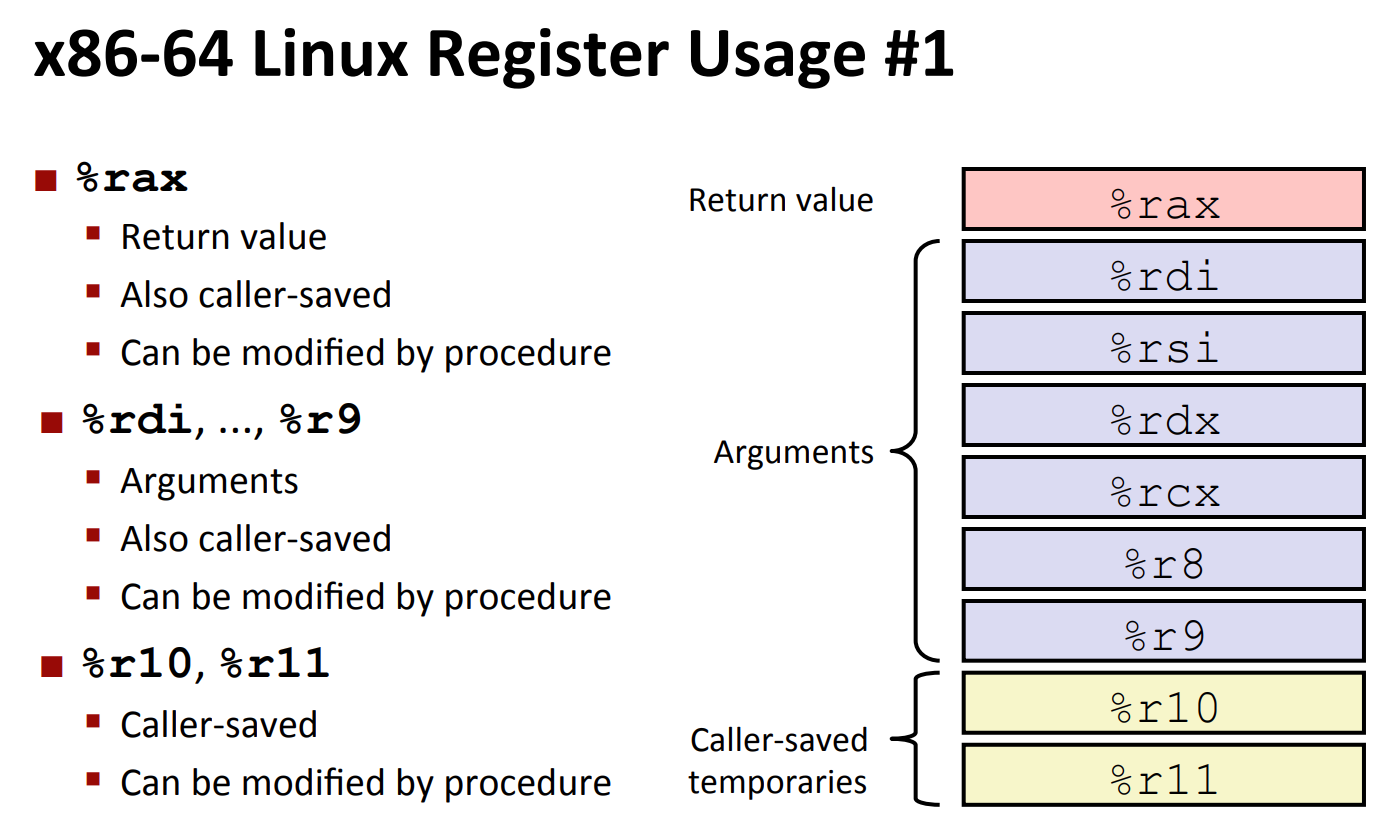 x86-64 Linux Register Usage #1
%rax
Return value
Also caller-saved
Can be modified by procedure
%rdi, ..., %r9
Arguments
Also caller-saved
Can be modified by procedure
%r10, %r11
Caller-saved
Can be modified by procedure
Return value
Arguments
Caller-saved
temporaries
%rax
%rdi
%rsi
%rdx
%rcx
%r8
%r9
%r10
%r11